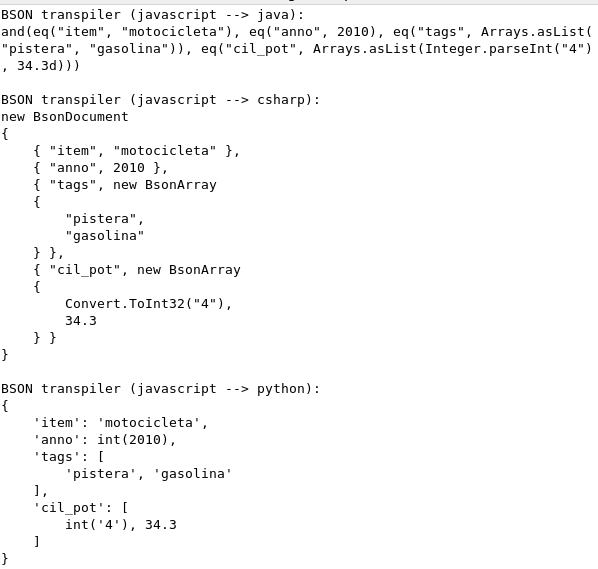 BSON transpiler (javascript --> java):
and(eq("item", "motocicleta"), eq("anno", 2010), eq("tags", Arrays.asList(
"pistera", "gasolina")), eq("cil_pot", Arrays.asList(Integer.parseInt("4")
, 34.3d)))

BSON transpiler (javascript --> csharp):
new BsonDocument
{
    { "item", "motocicleta" },
    { "anno", 2010 },
    { "tags", new BsonArray
    {
        "pistera",
        "gasolina"
    } },
    { "cil_pot", new BsonArray
    {
        Convert.ToInt32("4"),
        34.3
    } }
}

BSON transpiler (javascript --> python):
{
    'item': 'motocicleta',
    'anno': int(2010),
    'tags': [
        'pistera', 'gasolina'
    ],
    'cil_pot': [
        int('4'), 34.3
    ]
}